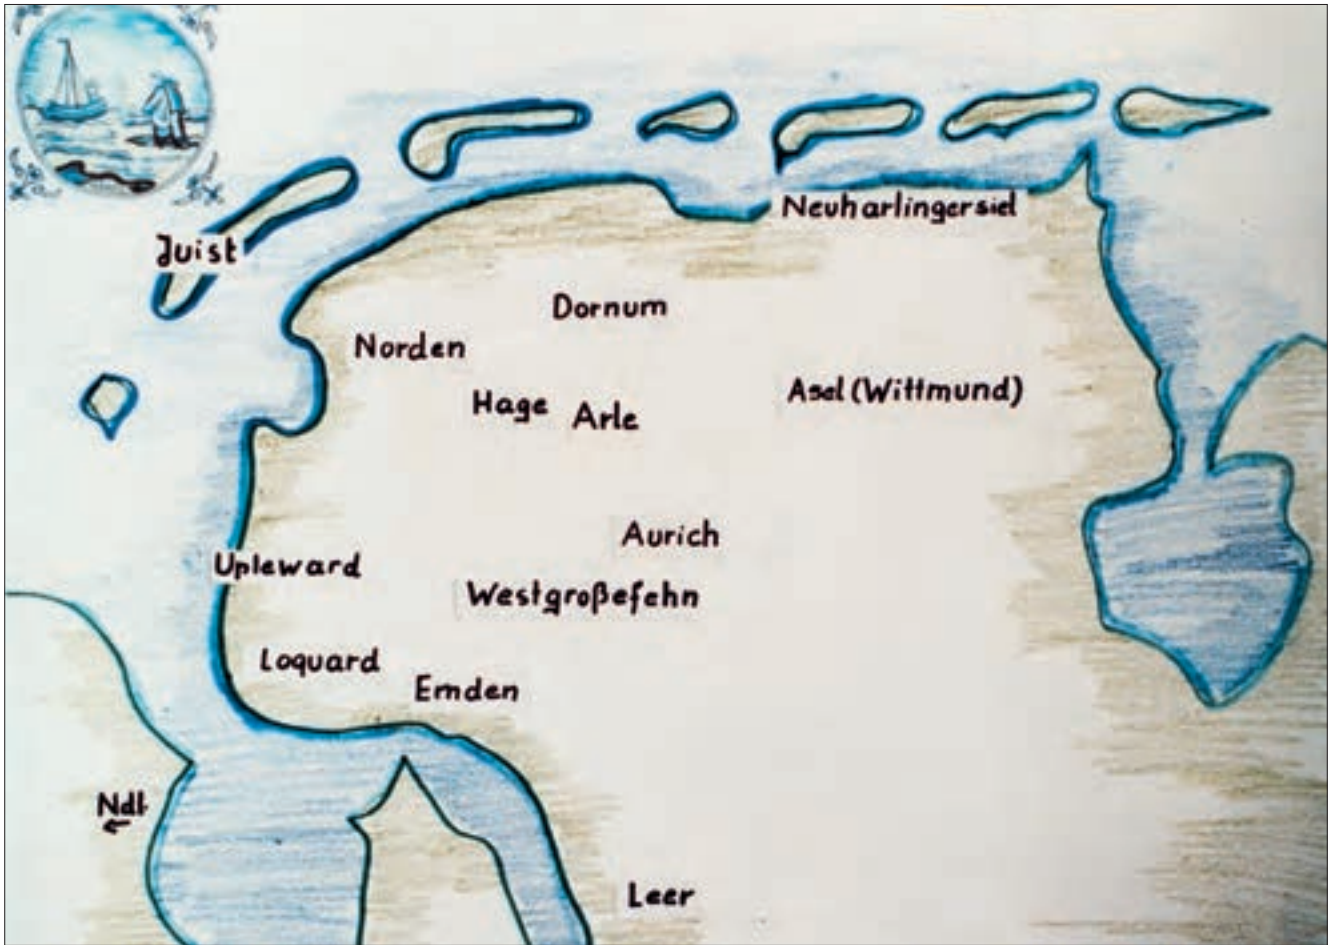 Neuharlingersiel
Juist
Dornum
Norden
Asel (Wittmund)
Hage
Arle
Aurich
Upleward
Westgroßefehn
Loquard
Emden
Ndl.
←
Leer